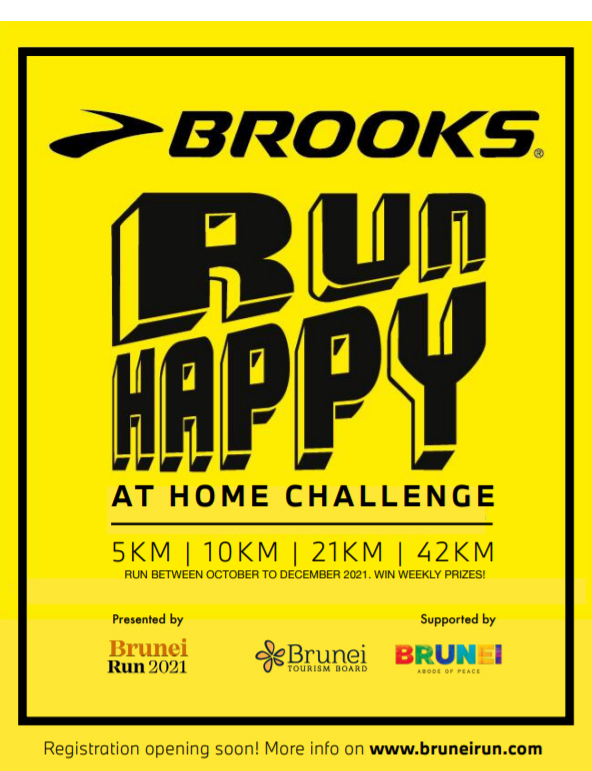 BROOKS®
RUN
HAPPY
AT HOME CHALLENGE
5KM | 10KM | 21KM | 42KM
RUN BETWEEN OCTOBER TO DECEMBER 2021. WIN WEEKLY PRIZES!
Presented by
Supported by
Brunei
Run 2021
Brunei
TOURISM BOARD
BRUNEI
ABODE OF PEACE
Registration opening soon! More info on www.bruneirun.com